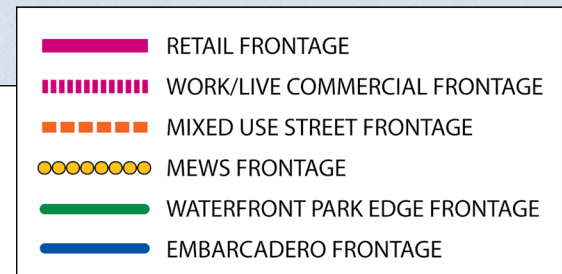 RETAIL FRONTAGE
WORK/LIVE COMMERCIAL FRONTAGE
MIXED USE STREET FRONTAGE
MEWS FRONTAGE
WATERFRONT PARK EDGE FRONTAGE
EMBARCADERO FRONTAGE